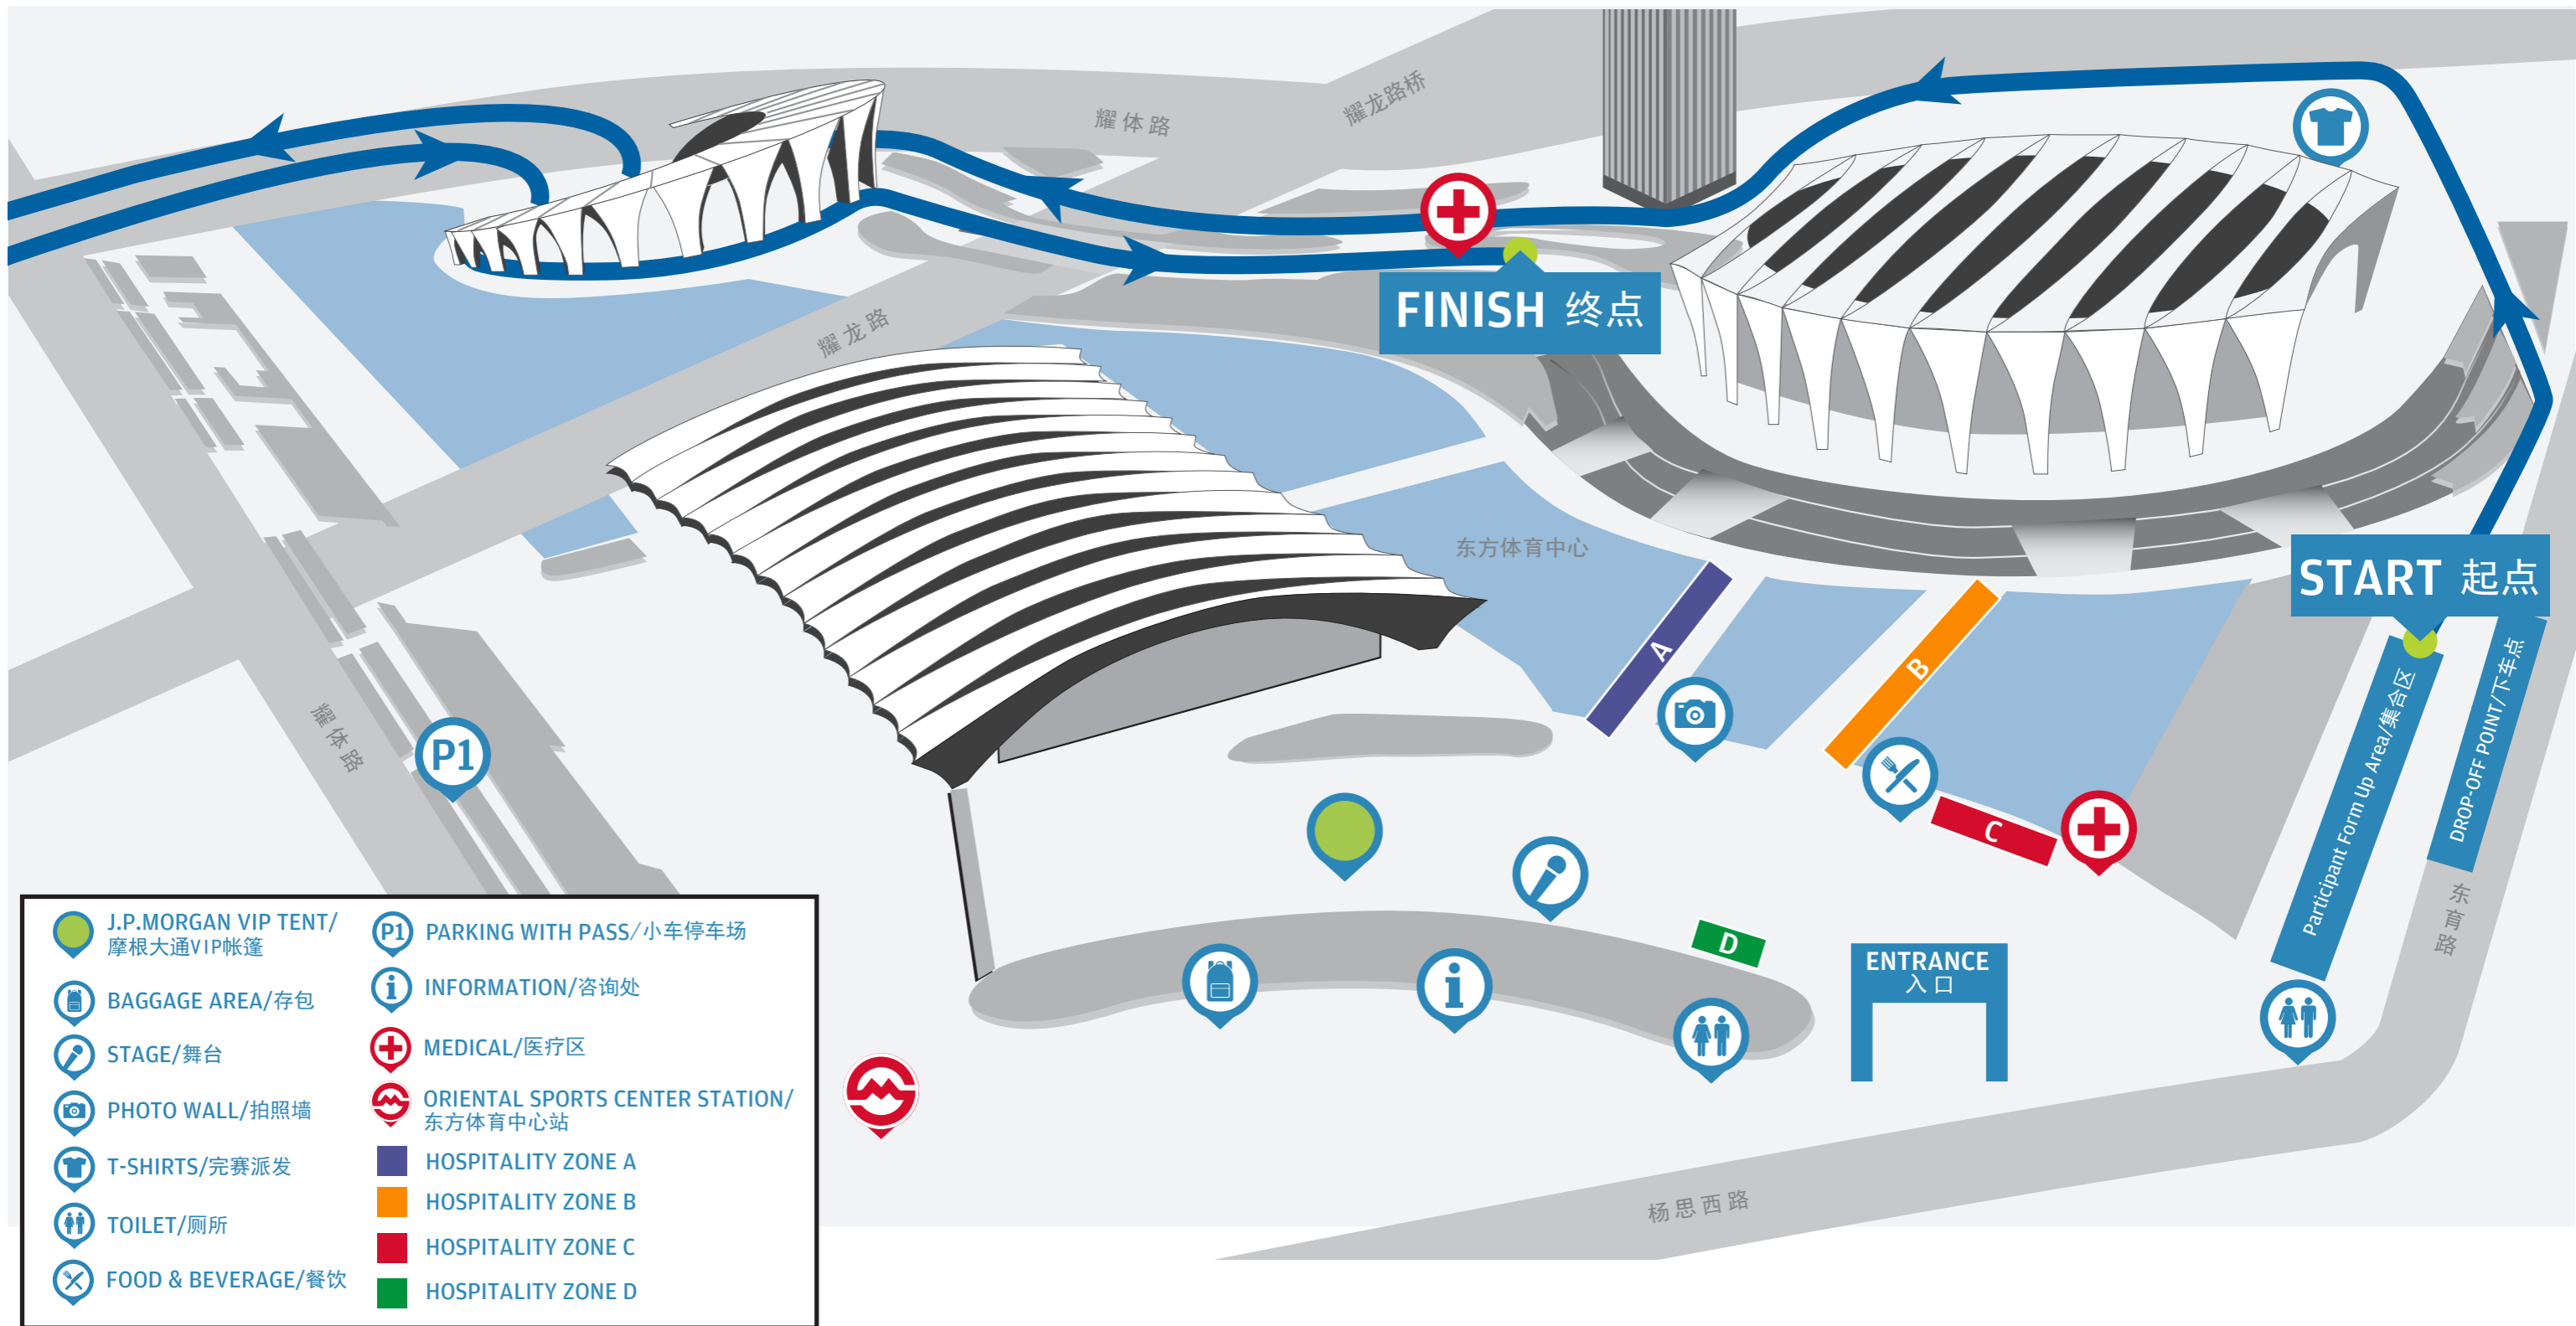 耀体路
耀龙路桥
FINISH 终点
耀龙路
东方体育中心
START 起点
A
B
C
D
P1
耀体路
Participant Form Up Area/集合区
DROP-OFF POINT/下车点
东育路
ENTRANCE
入口
杨思西路
J.P.MORGAN VIP TENT/
摩根大通VIP帐篷
BAGGAGE AREA/存包
STAGE/舞台
PHOTO WALL/拍照墙
T-SHIRTS/完赛派发
TOILET/厕所
FOOD & BEVERAGE/餐饮
P1 PARKING WITH PASS/小车停车场
INFORMATION/咨询处
MEDICAL/医疗区
ORIENTAL SPORTS CENTER STATION/
东方体育中心站
HOSPITALITY ZONE A
HOSPITALITY ZONE B
HOSPITALITY ZONE C
HOSPITALITY ZONE D